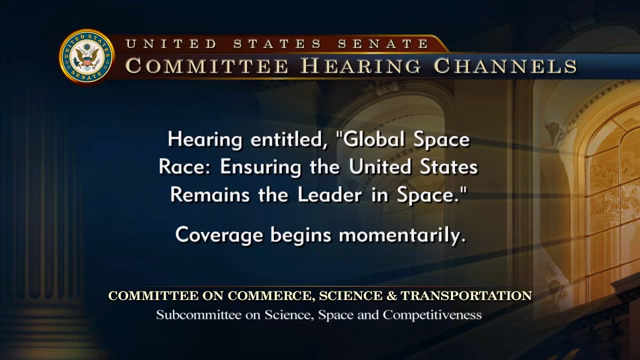 UNITED STATES SENATE
COMMITTEE HEARING CHANNELS
Hearing entitled, "Global Space
Race: Ensuring the United States
Remains the Leader in Space."
Coverage begins momentarily.
COMMITTEE ON COMMERCE, SCIENCE & TRANSPORTATION
Subcommittee on Science, Space and Competitiveness